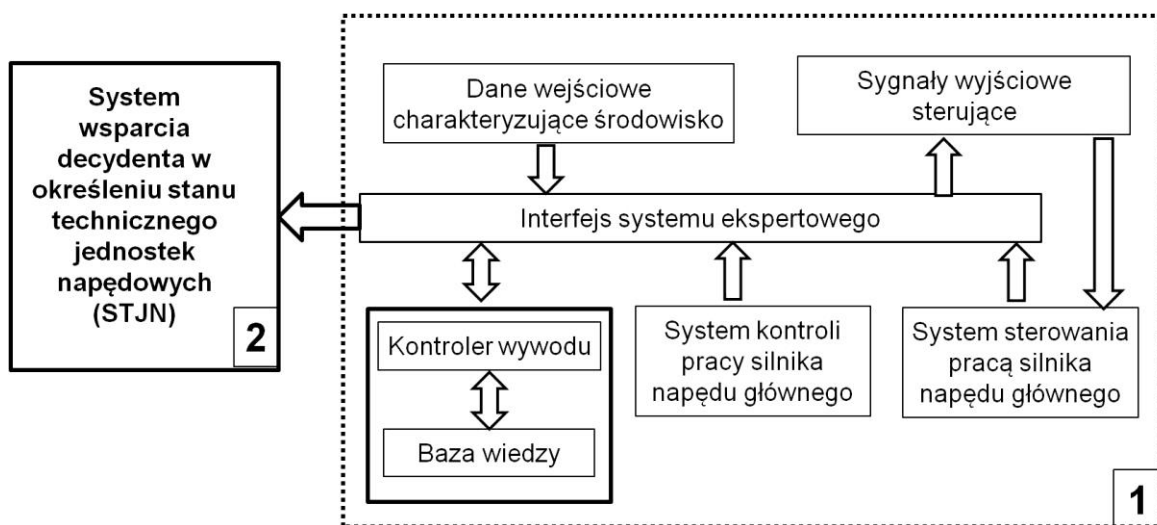 System
wsparcia
decydenta w
określeniu stanu
technicznego
jednostek
napędowych
(STJN)
2
Dane wejściowe
charakteryzujące środowisko
Sygnały wyjściowe
sterujące
Interfejs systemu ekspertowego
Kontroler wywodu
Baza wiedzy
System kontroli
pracy silnika
napędu głównego
System sterowania
pracą silnika
napędu głównego
1